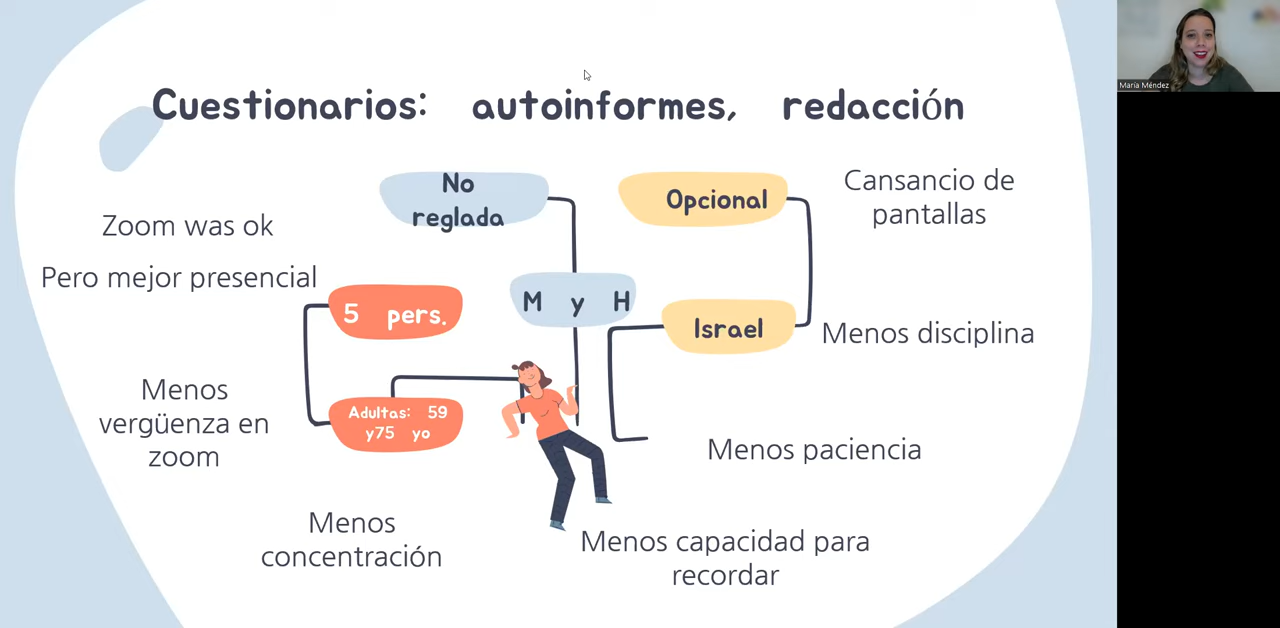 María Méndez
Cuestionarios: autoinformes, redacción
No
reglada
Opcional
Cansancio de
pantallas
Zoom was ok
Pero mejor presencial
5 pers.
M y H
Israel
Menos disciplina
Menos
vergüenza en
zoom
Adultas: 59
y75 yo
Menos paciencia
Menos
concentración
Menos capacidad para
recordar